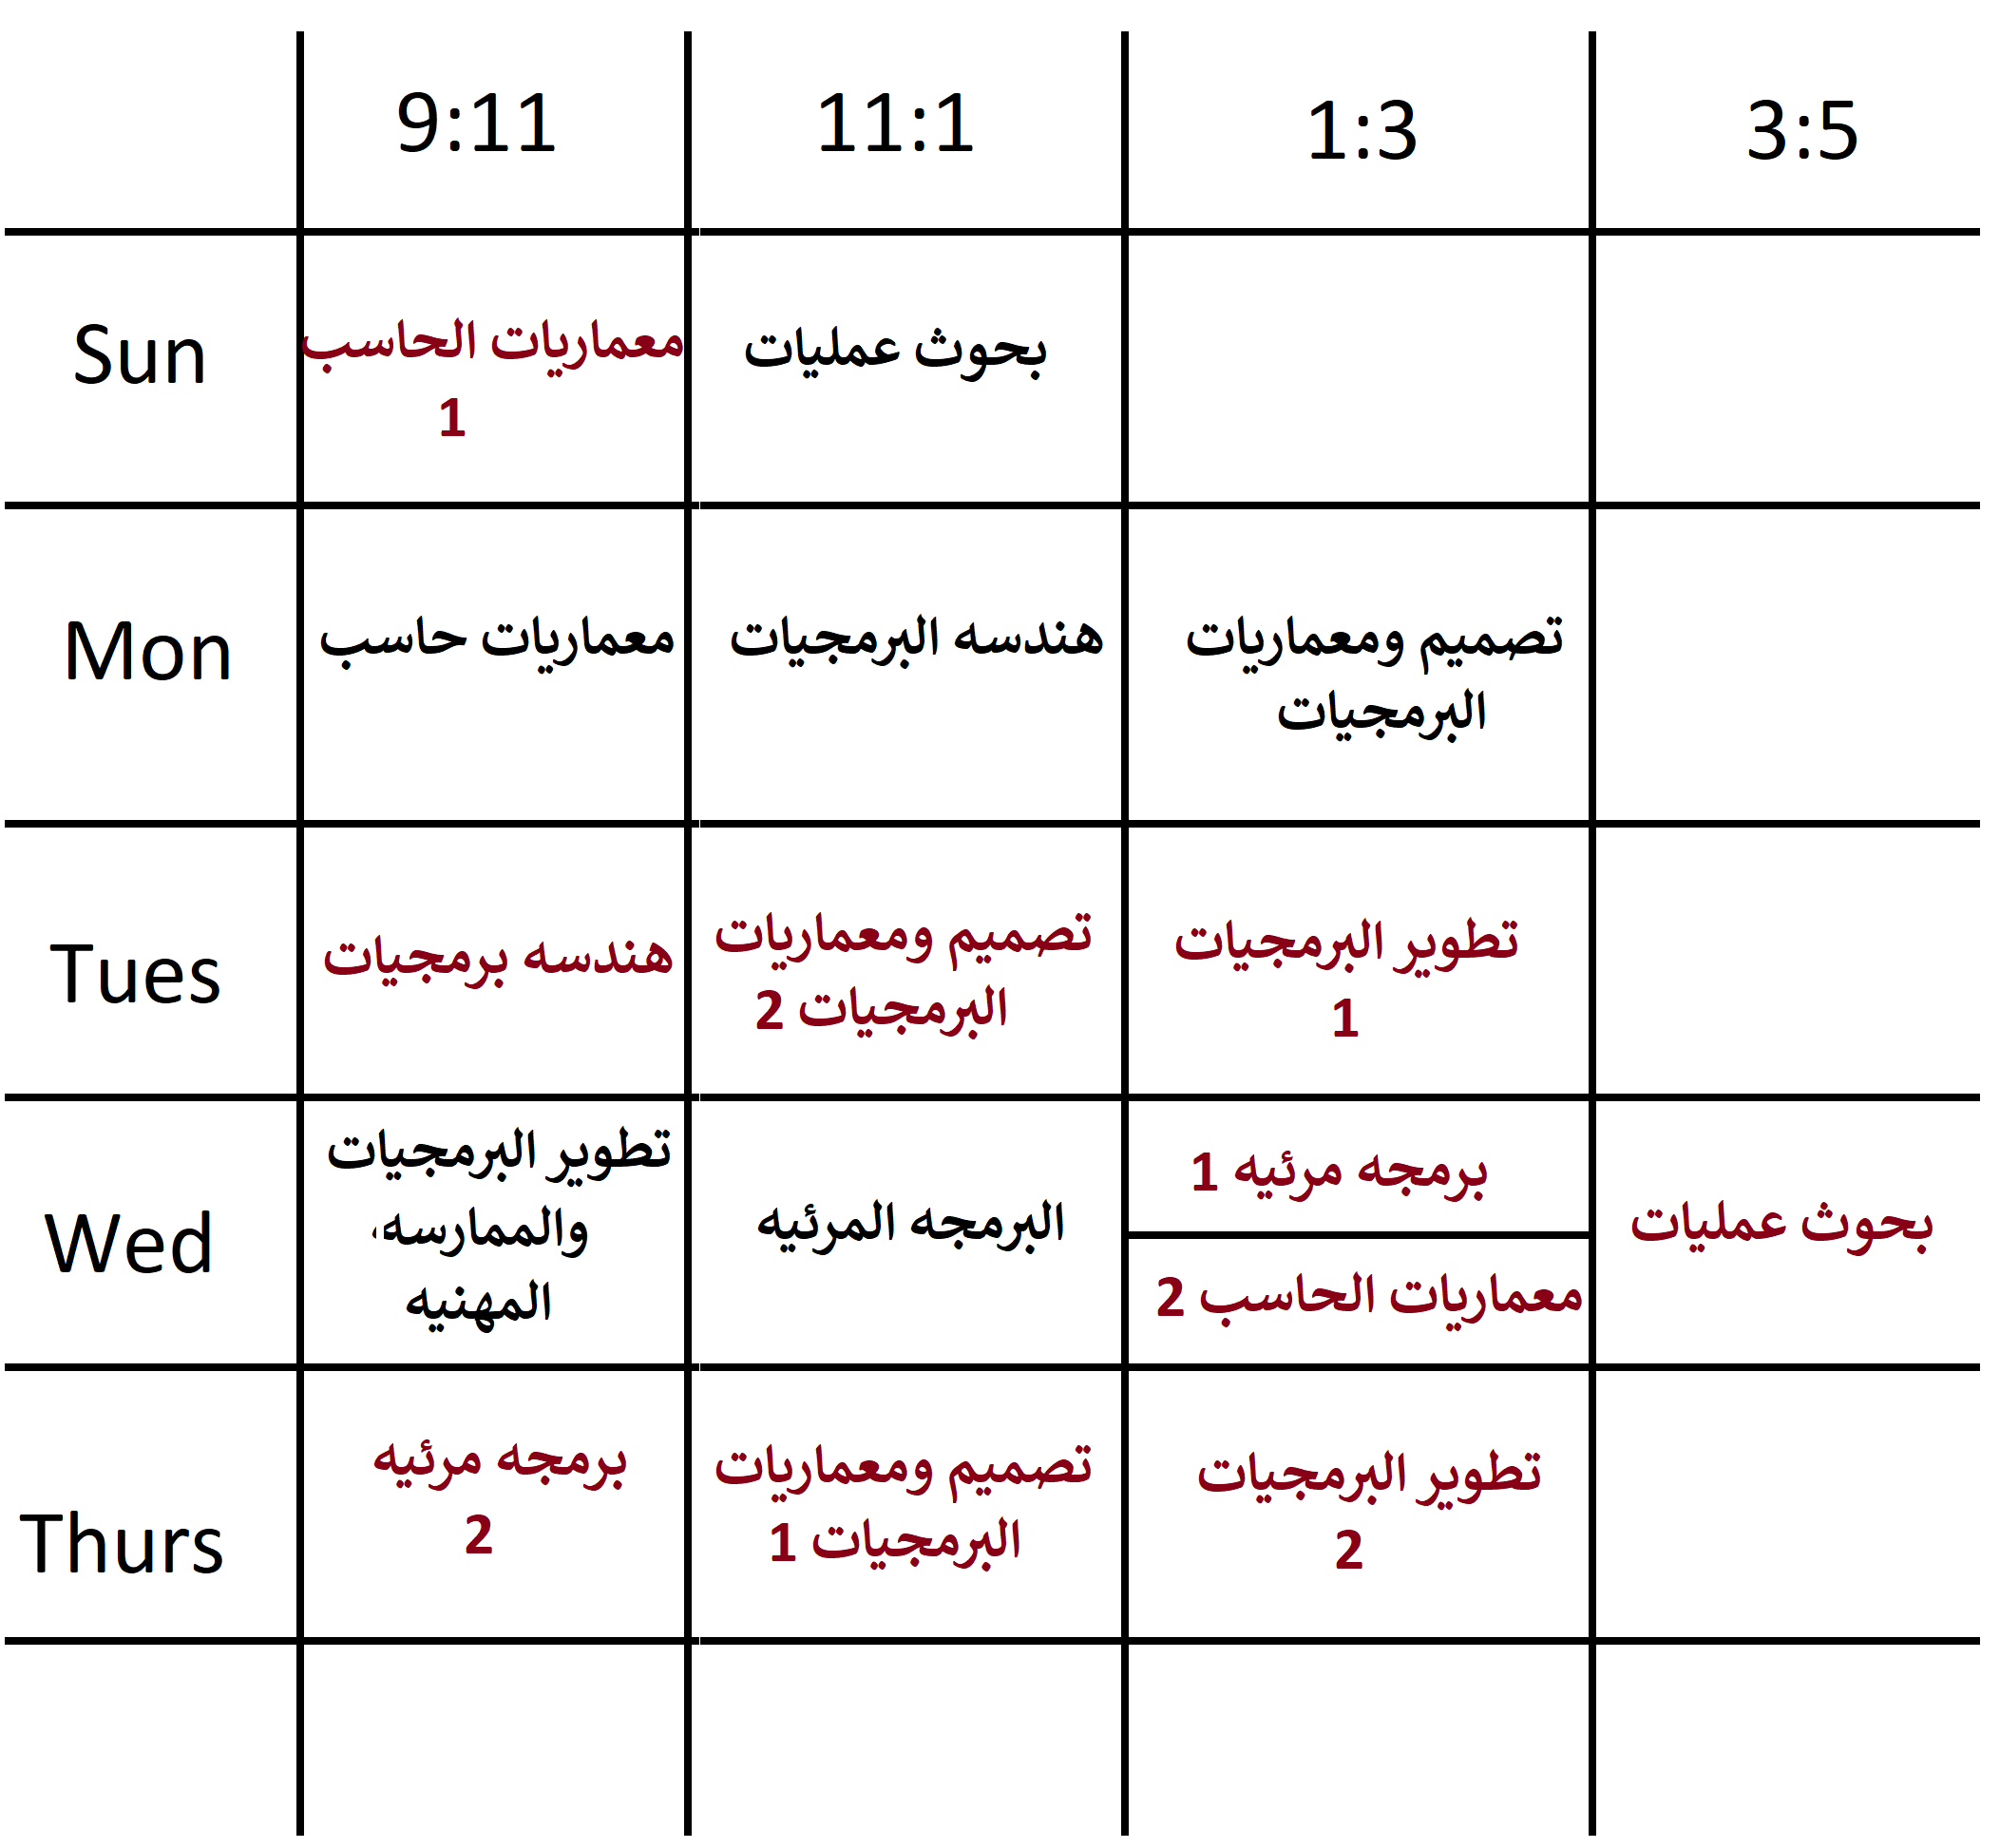 9:11 11:1 1:3 3:5
Sun
معماريات الحاسب
1
بحوث عمليات
Mon
معماريات حاسب
هندسه البرمجيات
تصميم ومعماريات
البرمجيات
Tues
هندسه برمجيات
تصميم ومعماريات
البرمجيات 2
تطوير البرمجيات
1
Wed
تطوير البرمجيات
والممارسه،
المهنيه
البرمجه المرئيه
برمجه مرئيه 1
معماريات الحاسب 2
بحوث عمليات
Thurs
برمجه مرئيه
2
تصميم ومعماريات
البرمجيات 1
تطوير البرمجيات
2